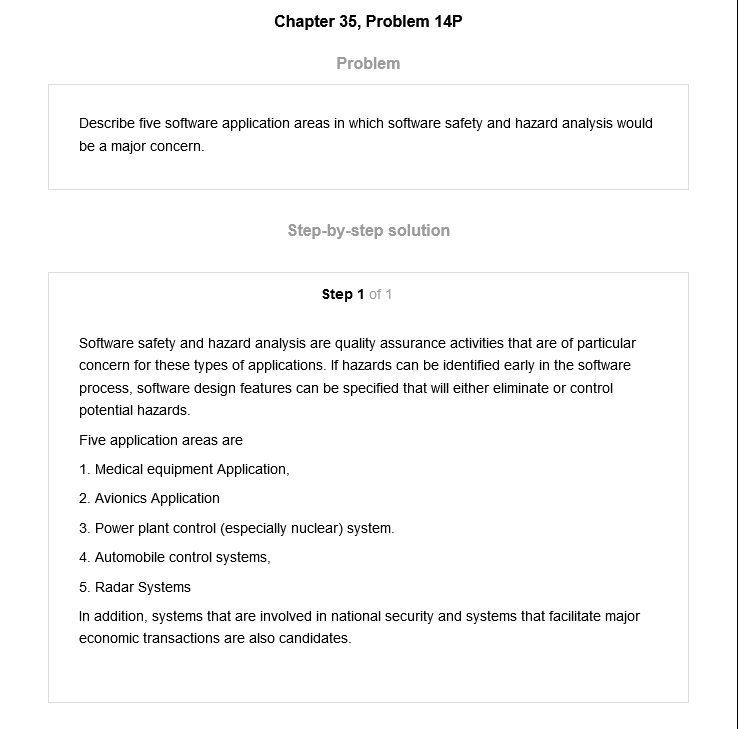 Chapter 35, Problem 14P
Problem
Describe five software application areas in which software safety and hazard analysis would
be a major concern.
Step-by-step solution
Step 1 of 1
Software safety and hazard analysis are quality assurance activities that are of particular
concern for these types of applications. If hazards can be identified early in the software
process, software design features can be specified that will either eliminate or control
potential hazards.
Five application areas are
1. Medical equipment Application,
2. Avionics Application
3. Power plant control (especially nuclear) system.
4. Automobile control systems,
5. Radar Systems
In addition, systems that are involved in national security and systems that facilitate major
economic transactions are also candidates.